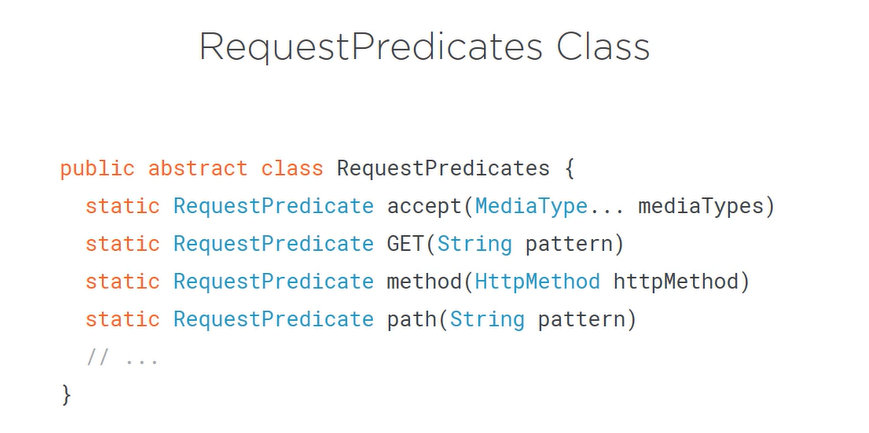 RequestPredicates Class
public abstract class RequestPredicates {
static RequestPredicate accept(MediaType... mediaTypes)
static RequestPredicate GET(String pattern)
static RequestPredicate method(HttpMethod httpMethod)
static RequestPredicate path(String pattern)
// ...
}